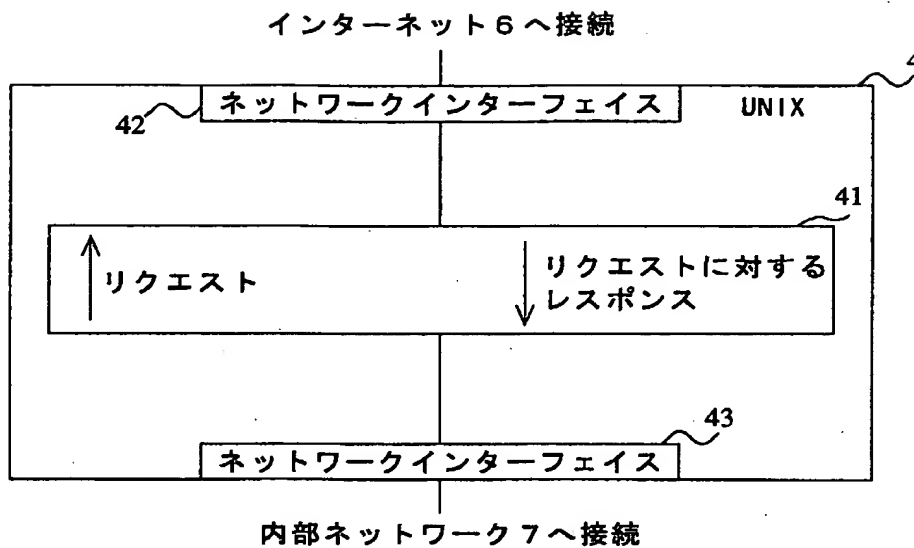 インターネット6へ接続
4
ネットワークインターフェイス
42
UNIX
41
リクエスト
リクエストに対する
レスポンス
43
ネットワークインターフェイス
内部ネットワーク7へ接続